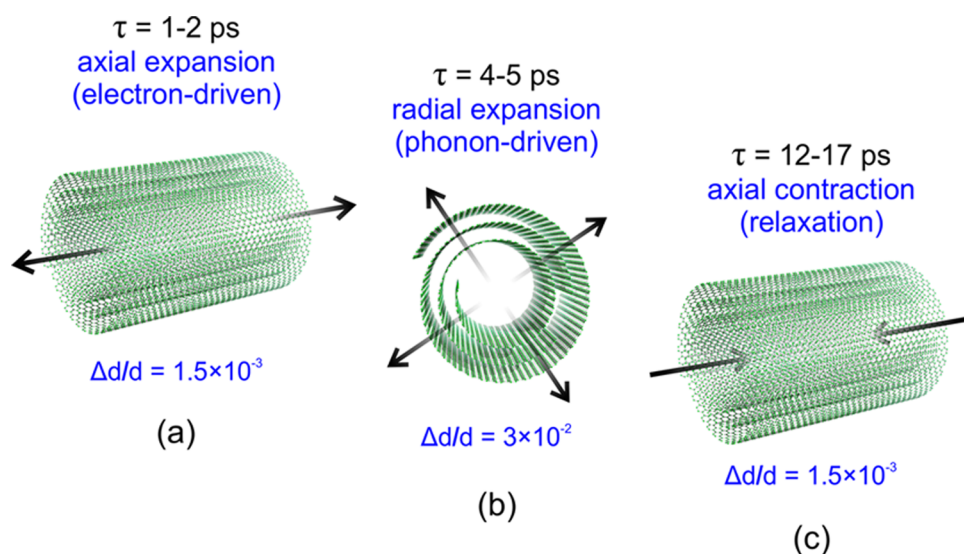 τ = 1-2 ps
axial expansion
(electron-driven)
Δd/d = 1.5×10⁻³
(a)
τ = 4-5 ps
radial expansion
(phonon-driven)
Δd/d = 3×10⁻²
(b)
τ = 12-17 ps
axial contraction
(relaxation)
Δd/d = 1.5×10⁻³
(c)